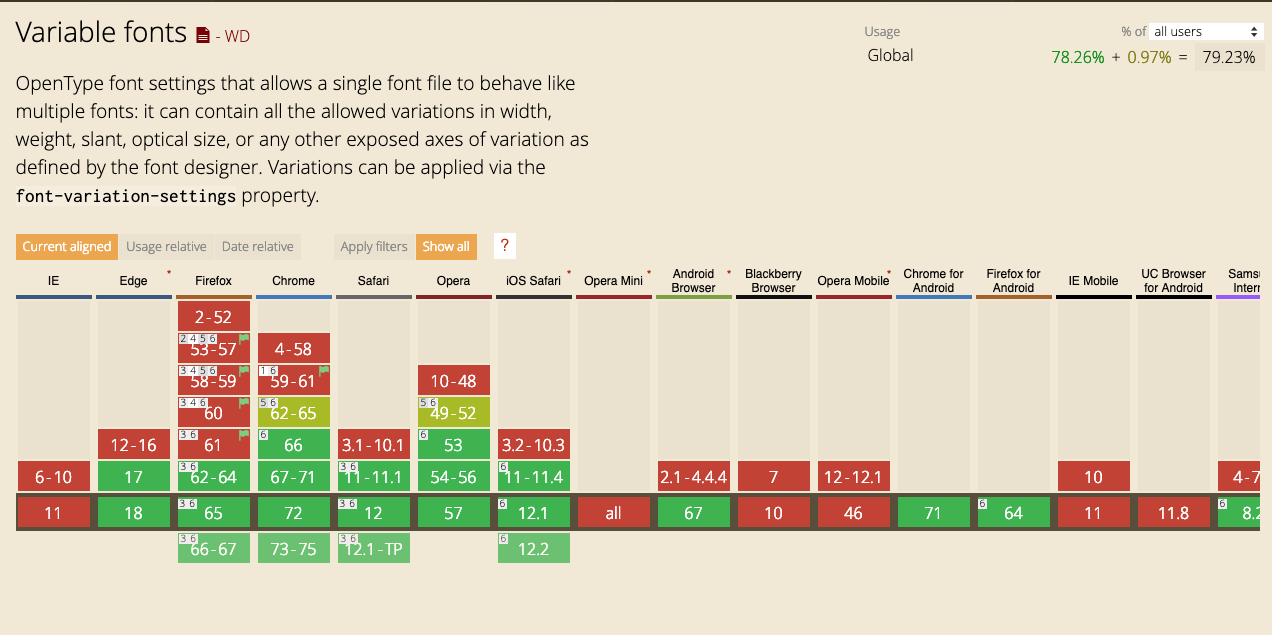 Variable fonts - WD
Usage % of all users
Global 78.26% + 0.97% = 79.23%
OpenType font settings that allows a single font file to behave like
multiple fonts: it can contain all the allowed variations in width,
weight, slant, optical size, or any other exposed axes of variation as
defined by the font designer. Variations can be applied via the
font-variation-settings property.
Current aligned Usage relative Date relative Apply filters Show all ?
IE Edge * Firefox Chrome Safari Opera iOS Safari * Opera Mini * Android Browser * Blackberry Browser Opera Mobile * Chrome for Android Firefox for Android IE Mobile UC Browser for Android
2-52
2 4 5 6 53-57 4-58
3 4 5 6 58-59 1 6 59-61 10-48
3 4 6 60 5 6 62-65 5 6 49-52
12-16 3 6 61 6 66 3.1-10.1 6 53 3.2-10.3
6-10 17 3 6 62-64 67-71 3 6 11-11.1 54-56 6 11-11.4 2.1-4.4.4 7 12-12.1 10 4-7
11 18 3 6 65 72 3 6 12 57 6 12.1 all 67 10 46 71 6 64 11 11.8 6 8.2
3 6 66-67 73-75 3 6 12.1-TP 6 12.2